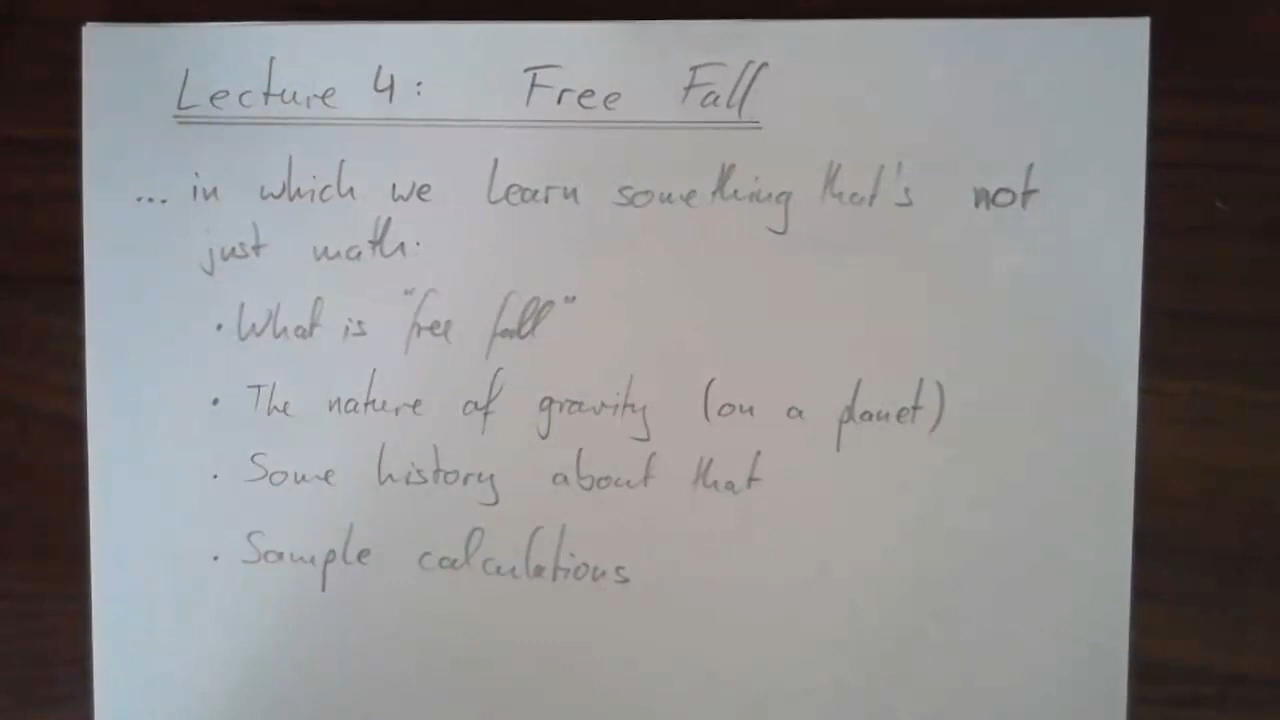 Lecture 4: Free Fall
... in which we learn something that's not
just math.
· What is "free fall"
· The nature of gravity (on a planet)
· Some history about that
· Sample calculations